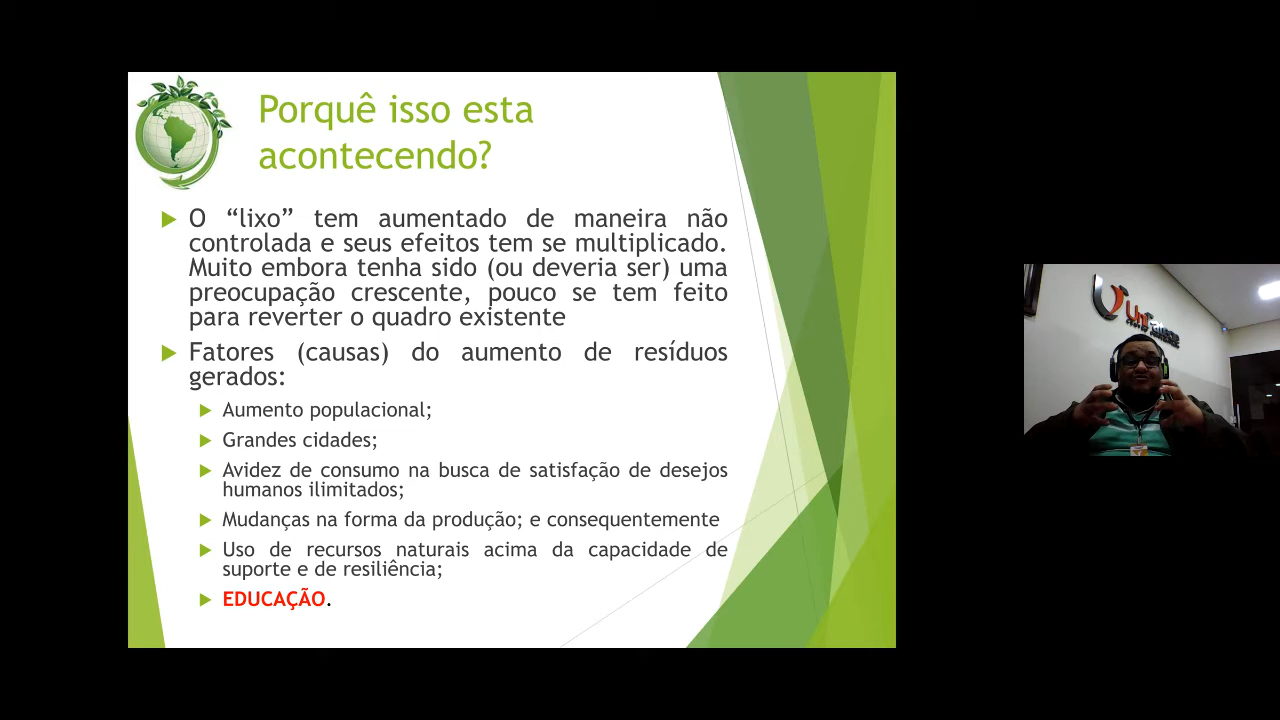 Porquê isso esta
acontecendo?
O “lixo” tem aumentado de maneira não
controlada e seus efeitos tem se multiplicado.
Muito embora tenha sido (ou deveria ser) uma
preocupação crescente, pouco se tem feito
para reverter o quadro existente
Fatores (causas) do aumento de resíduos
gerados:
Aumento populacional;
Grandes cidades;
Avidez de consumo na busca de satisfação de desejos
humanos ilimitados;
Mudanças na forma da produção; e consequentemente
Uso de recursos naturais acima da capacidade de
suporte e de resiliência;
EDUCAÇÃO.